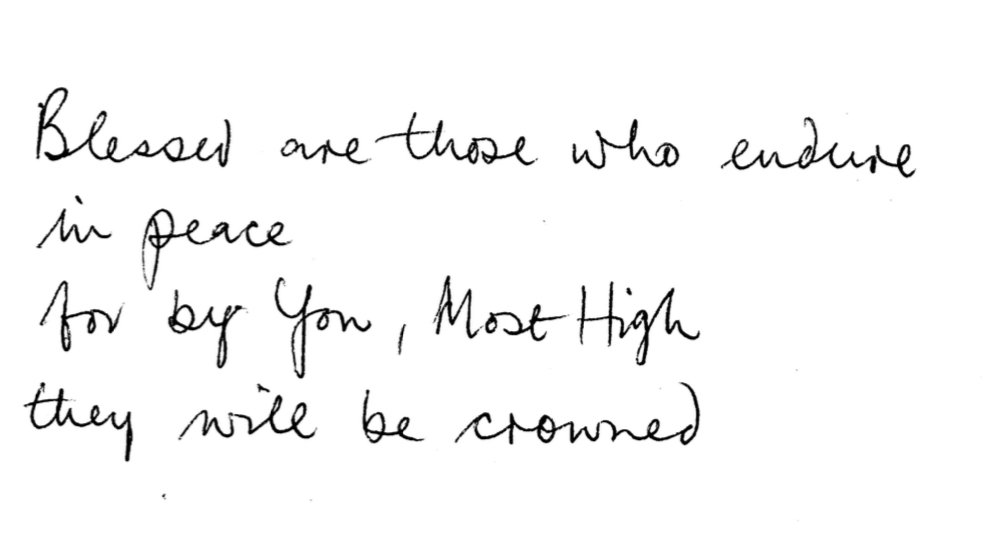 Blessed are those who endure
in peace
for by You, Most High
they will be crowned